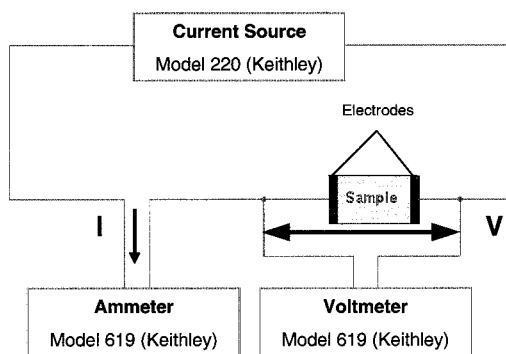 Current Source
Model 220 (Keithley)
Electrodes
Sample
I
V
Ammeter
Model 619 (Keithley)
Voltmeter
Model 619 (Keithley)